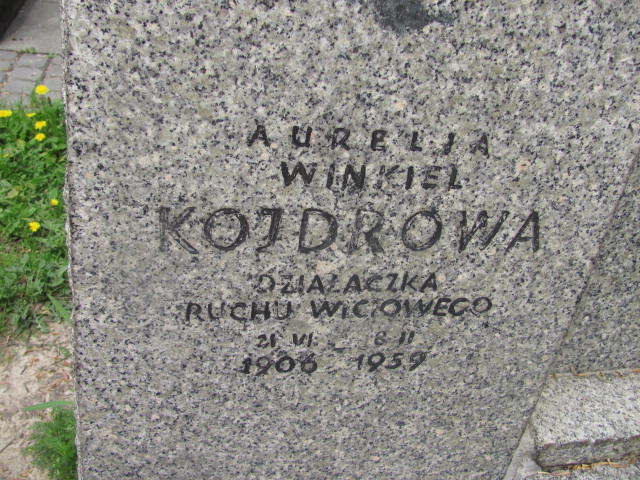 AURELIA
WINKIEL
KOJDROWA
DZIAŁACZKA
RUCHU WICIOWEGO
21 VI 8 II
1906 - 1959